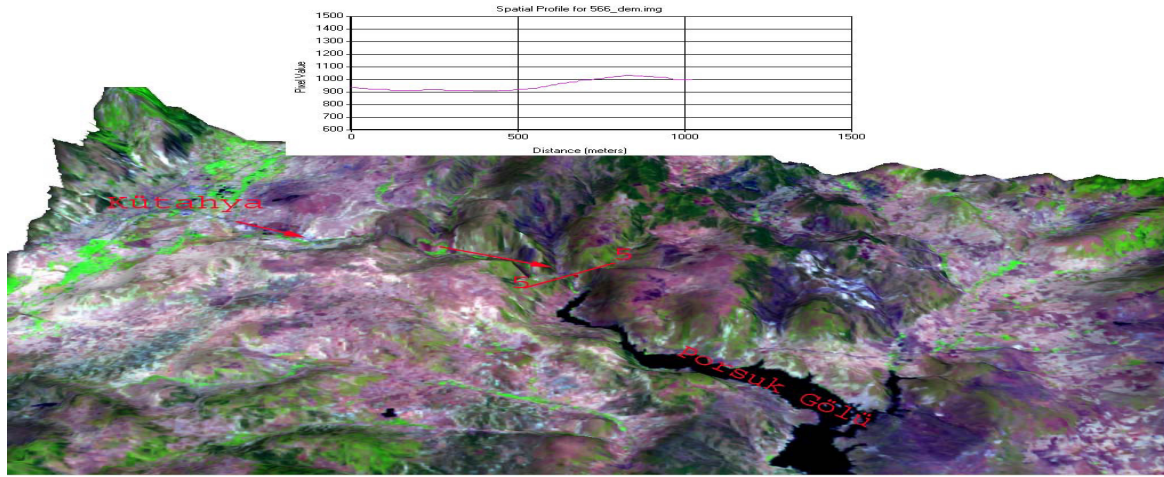 Spatial Profile for 566_dem.img
1500
1400
1300
1200
1100
1000
900
800
700
600
Pixel Value
0 500 1000 1500
Distance (meters)
Kütahya
5
5
Porsuk Gölü